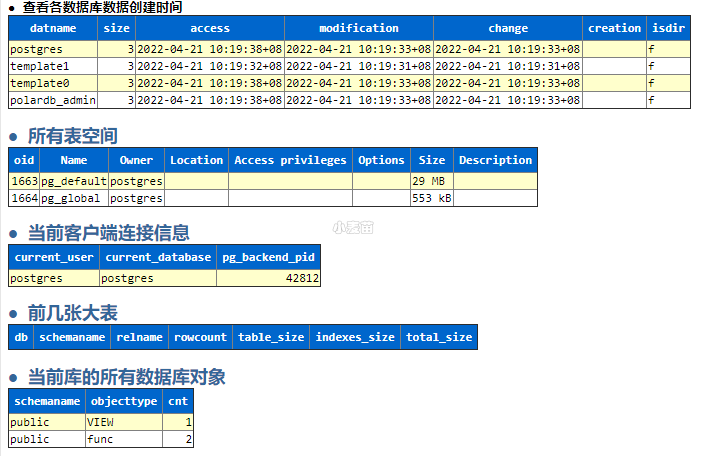 ● 查看各数据库数据创建时间
datname size access modification change creation isdir
postgres 3 2022-04-21 10:19:38+08 2022-04-21 10:19:33+08 2022-04-21 10:19:33+08 f
template1 3 2022-04-21 10:19:32+08 2022-04-21 10:19:31+08 2022-04-21 10:19:31+08 f
template0 3 2022-04-21 10:19:38+08 2022-04-21 10:19:33+08 2022-04-21 10:19:33+08 f
polardb_admin 3 2022-04-21 10:19:38+08 2022-04-21 10:19:33+08 2022-04-21 10:19:33+08 f
● 所有表空间
oid Name Owner Location Access privileges Options Size Description
1663 pg_default postgres 29 MB
1664 pg_global postgres 553 kB
● 当前客户端连接信息
current_user current_database pg_backend_pid
postgres postgres 42812
● 前几张大表
db schemaname relname rowcount table_size indexes_size total_size
● 当前库的所有数据库对象
schemaname objecttype cnt
public VIEW 1
public func 2